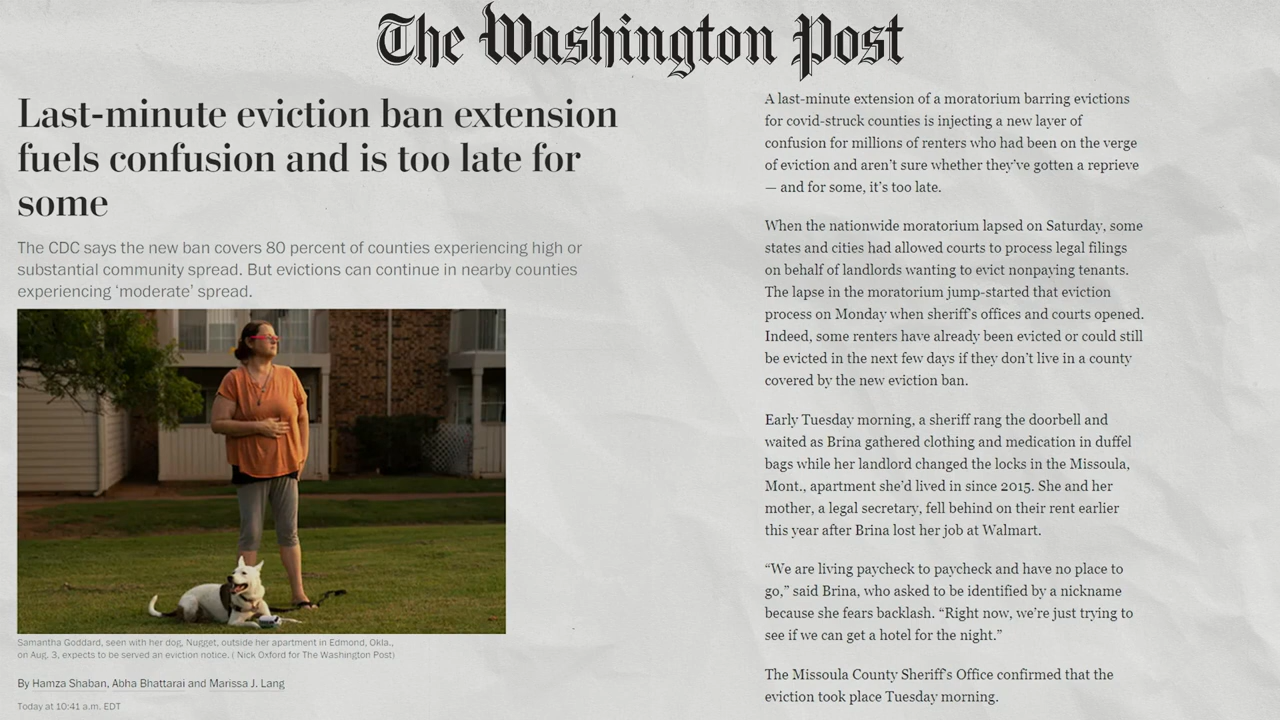 The Washington Post
Last-minute eviction ban extension
fuels confusion and is too late for
some
The CDC says the new ban covers 80 percent of counties experiencing high or
substantial community spread. But evictions can continue in nearby counties
experiencing ‘moderate’ spread.
Samantha Goddard, seen with her dog, Nugget, outside her apartment in Edmond, Okla.,
on Aug. 3, expects to be served an eviction notice. ( Nick Oxford for The Washington Post)
By Hamza Shaban, Abha Bhattarai and Marissa J. Lang
Today at 10:41 a.m. EDT
A last-minute extension of a moratorium barring evictions
for covid-struck counties is injecting a new layer of
confusion for millions of renters who had been on the verge
of eviction and aren’t sure whether they’ve gotten a reprieve
— and for some, it’s too late.
When the nationwide moratorium lapsed on Saturday, some
states and cities had allowed courts to process legal filings
on behalf of landlords wanting to evict nonpaying tenants.
The lapse in the moratorium jump-started that eviction
process on Monday when sheriff’s offices and courts opened.
Indeed, some renters have already been evicted or could still
be evicted in the next few days if they don’t live in a county
covered by the new eviction ban.
Early Tuesday morning, a sheriff rang the doorbell and
waited as Brina gathered clothing and medication in duffel
bags while her landlord changed the locks in the Missoula,
Mont., apartment she’d lived in since 2015. She and her
mother, a legal secretary, fell behind on their rent earlier
this year after Brina lost her job at Walmart.
“We are living paycheck to paycheck and have no place to
go,” said Brina, who asked to be identified by a nickname
because she fears backlash. “Right now, we’re just trying to
see if we can get a hotel for the night.”
The Missoula County Sheriff’s Office confirmed that the
eviction took place Tuesday morning.